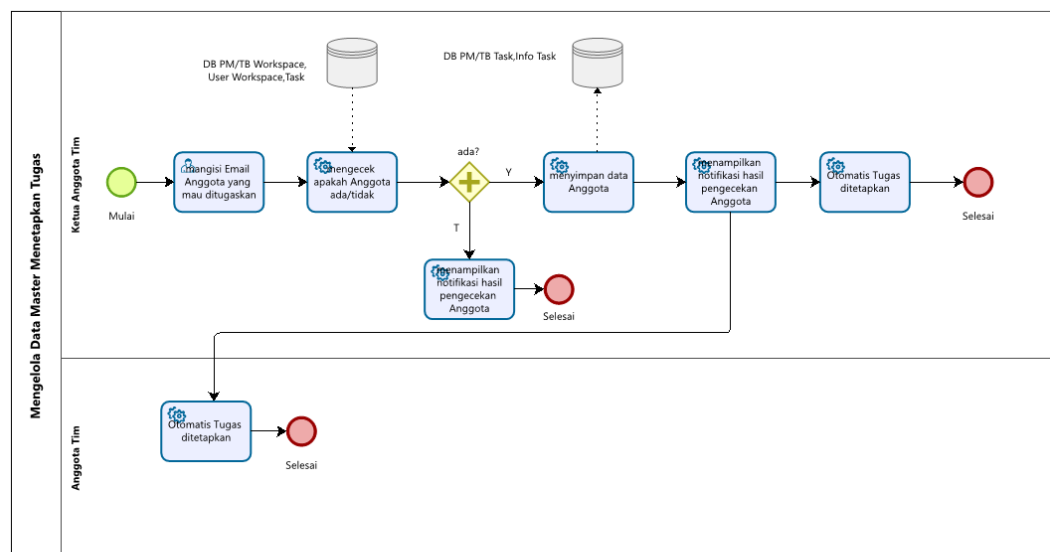 Mengelola Data Master Menetapkan Tugas
Ketua Anggota Tim
DB PM/TB Workspace,
User Workspace,Task
DB PM/TB Task,Info Task
Mulai
mangisi Email
Anggota yang
mau ditugaskan
mengecek
apakah Anggota
ada/tidak
ada?
Y
T
menyimpan data
Anggota
menampilkan
notifikasi hasil
pengecekan
Anggota
Otomatis Tugas
ditetapkan
Selesai
menampilkan
notifikasi hasil
pengecekan
Anggota
Selesai
Anggota Tim
Otomatis Tugas
ditetapkan
Selesai